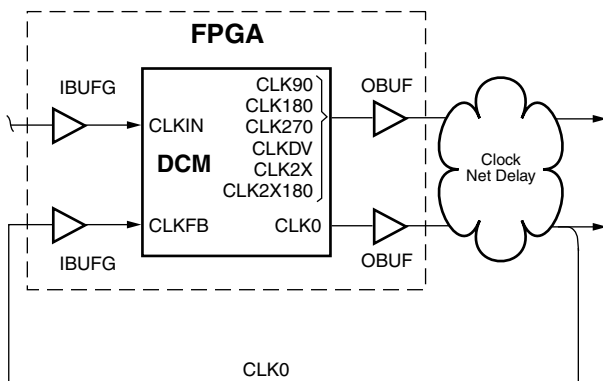 FPGA
IBUFG
CLK90
OBUF
CLK180
CLKIN
CLK270
CLKDV
DCM
CLK2X
CLK2X180
Clock
Net Delay
CLKFB
CLK0
IBUFG
OBUF
CLK0